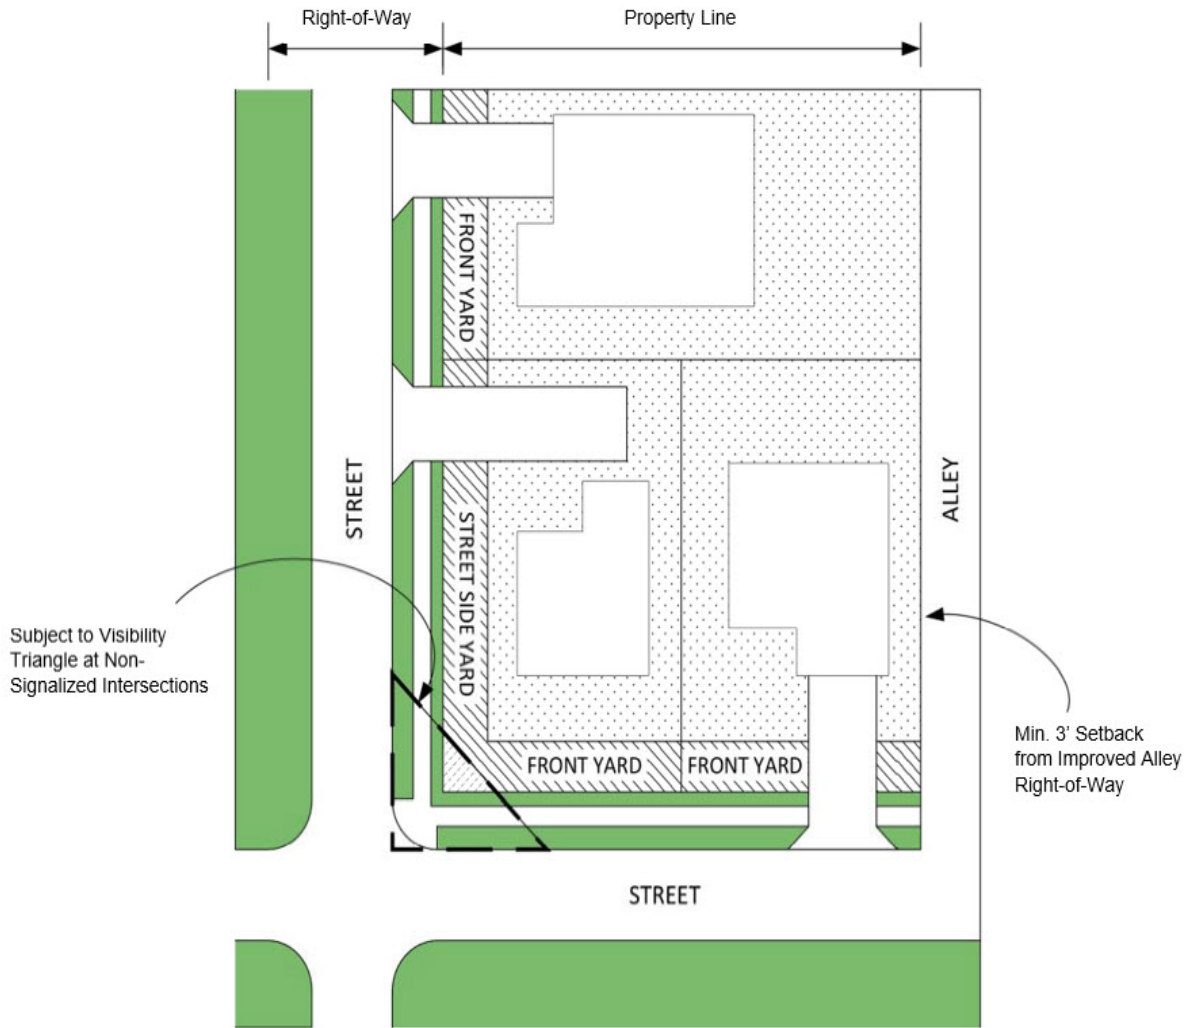 Right-of-Way
Property Line
FRONT YARD
STREET
ALLEY
STREET SIDE YARD
Subject to Visibility
Triangle at Non-
Signalized Intersections
Min. 3' Setback
from Improved Alley
Right-of-Way
FRONT YARD
FRONT YARD
STREET